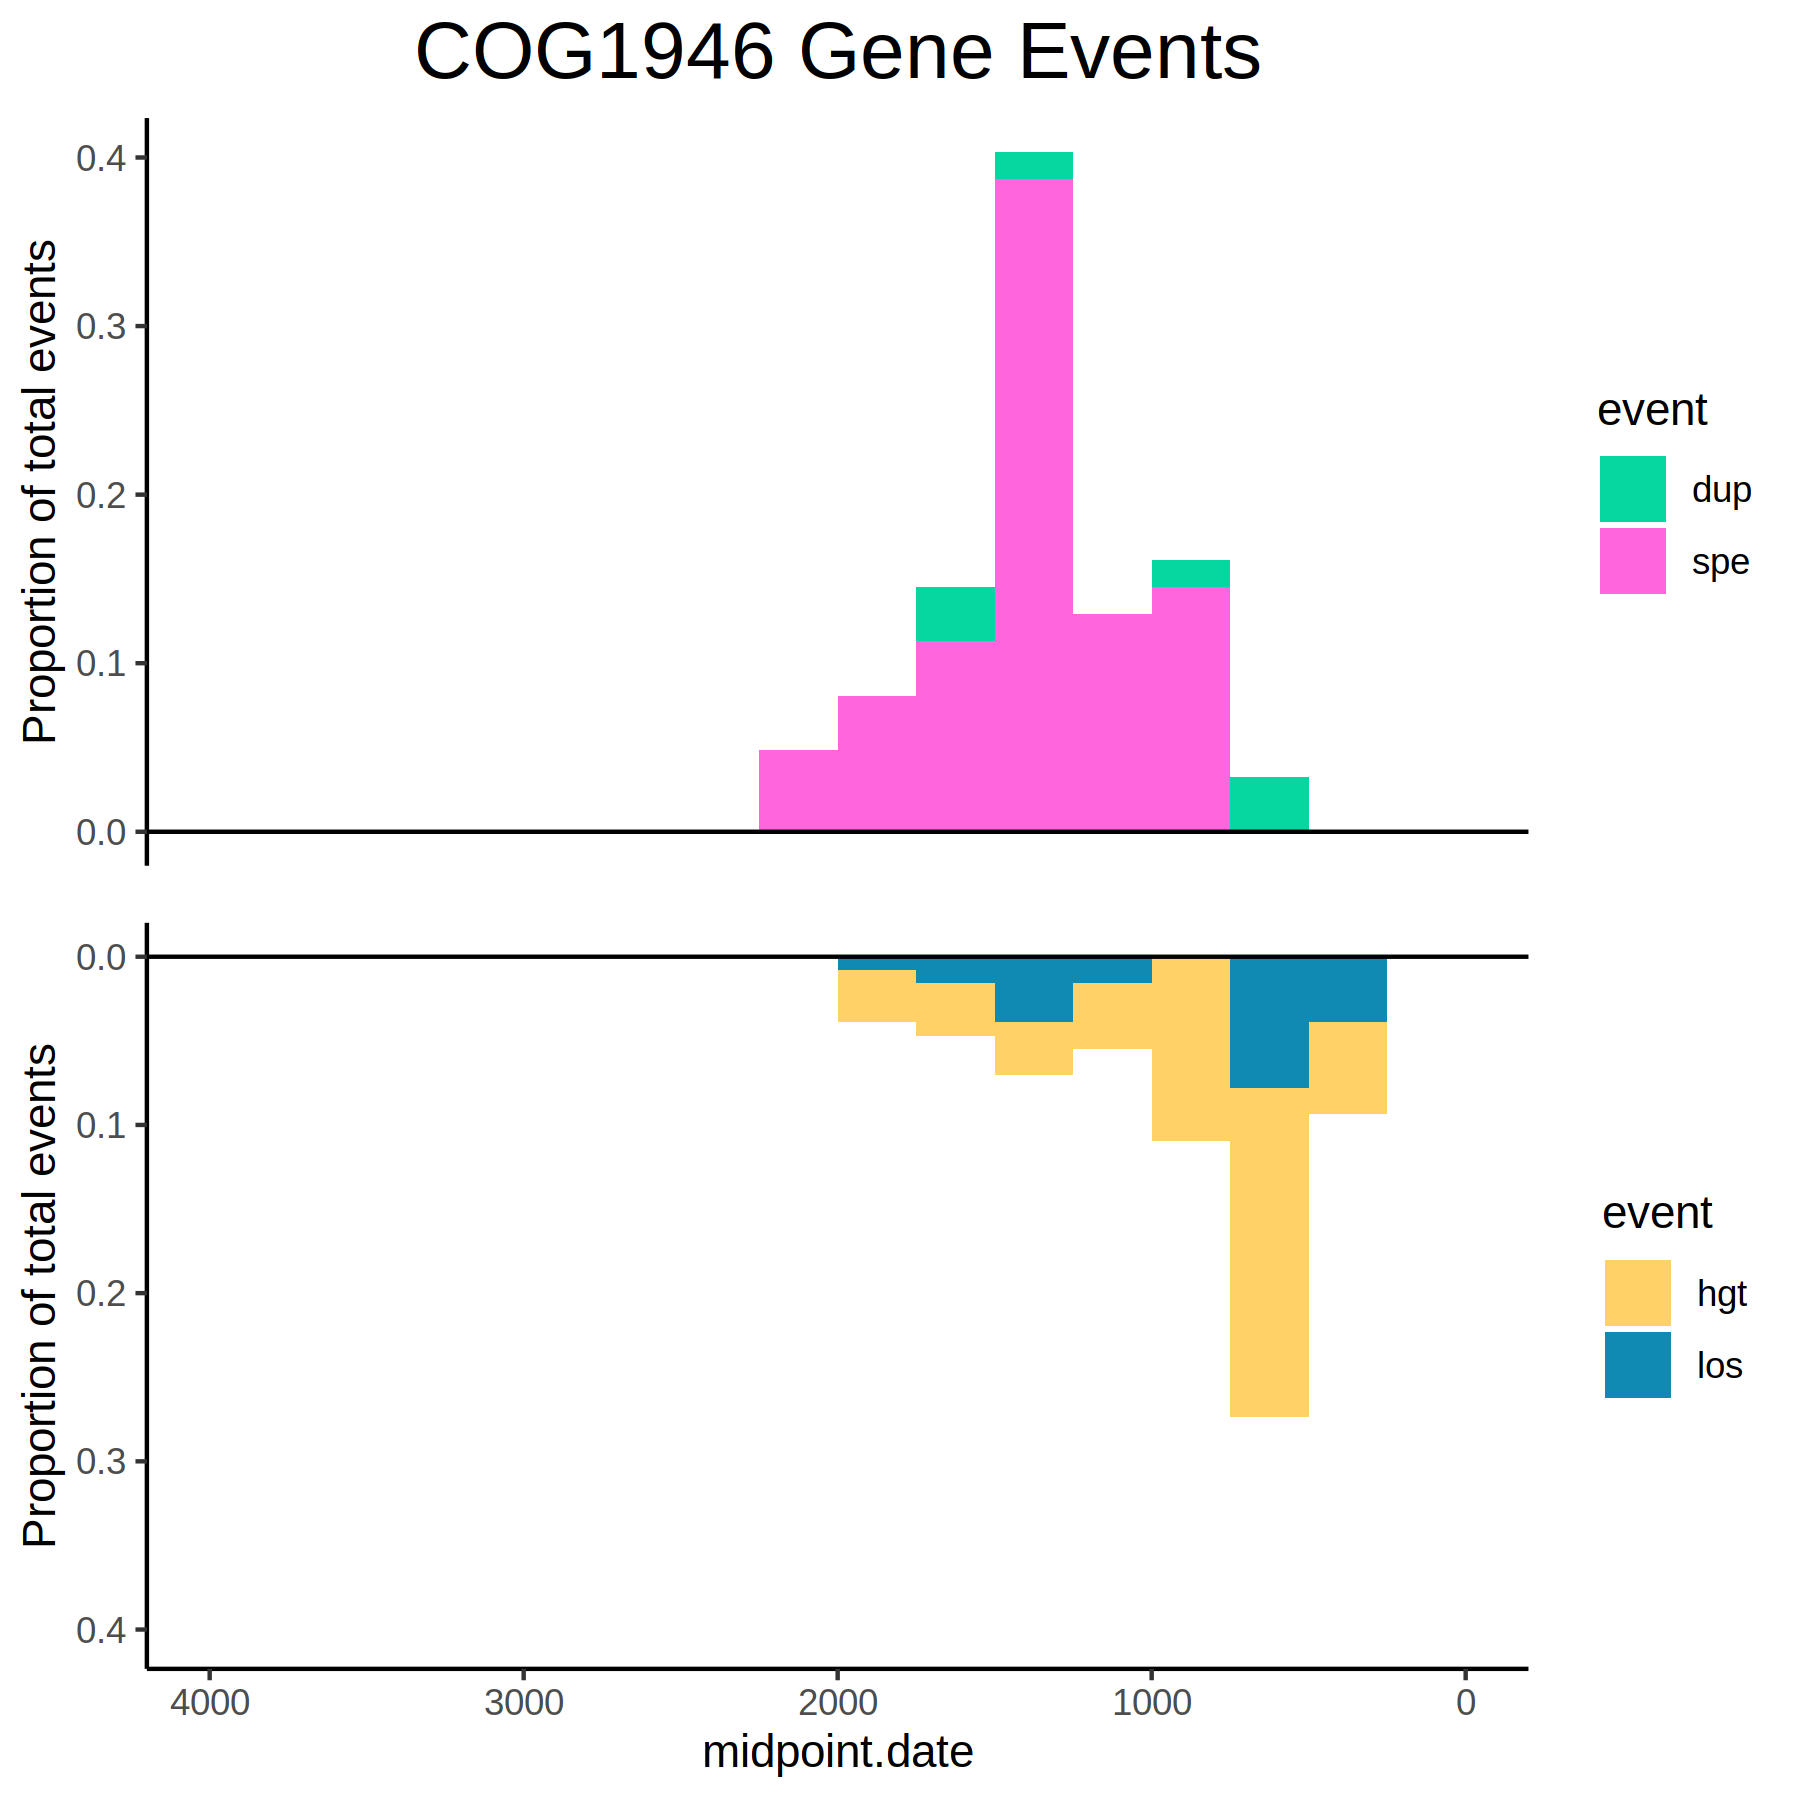 COG1946 Gene Events
Proportion of total events
0.4
0.3
0.2
0.1
0.0
event
dup
spe
Proportion of total events
0.0
0.1
0.2
0.3
0.4
event
hgt
los
4000 3000 2000 1000 0
midpoint.date